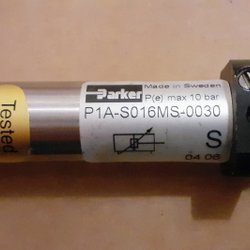 Parker
Made in Sweden
P(e) max 10 bar
P1A-S016MS-0030
S
04 06
Tested